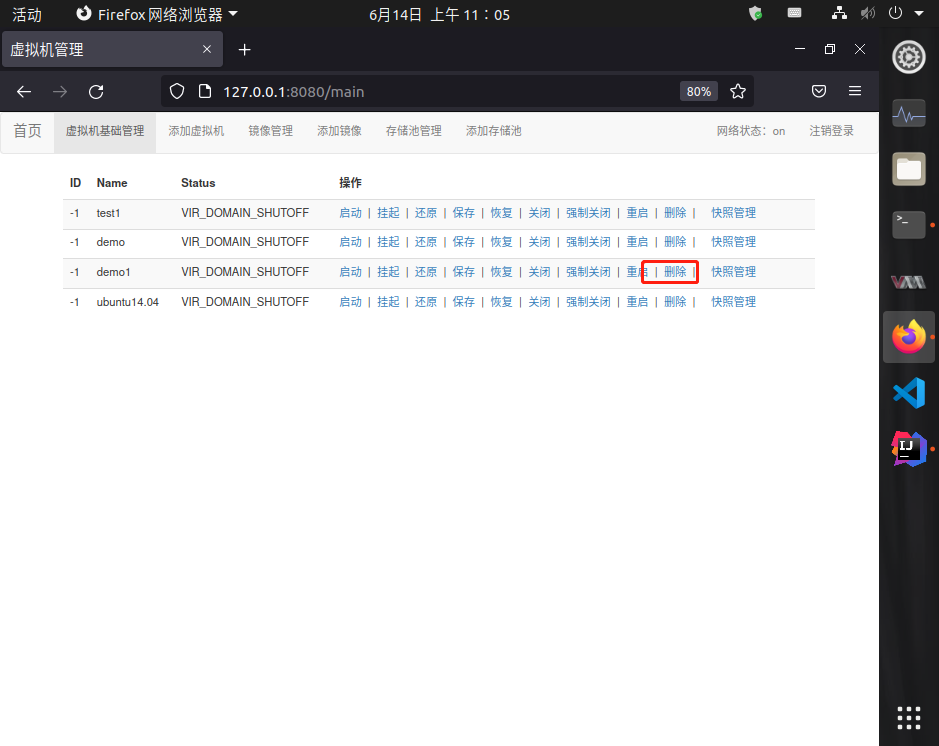 活动 Firefox 网络浏览器 6月14日 上午 11：05
虚拟机管理
127.0.0.1:8080/main 80%
首页 虚拟机基础管理 添加虚拟机 镜像管理 添加镜像 存储池管理 添加存储池 网络状态：on 注销登录
ID Name Status 操作
-1 test1 VIR_DOMAIN_SHUTOFF 启动 | 挂起 | 还原 | 保存 | 恢复 | 关闭 | 强制关闭 | 重启 | 删除 | 快照管理
-1 demo VIR_DOMAIN_SHUTOFF 启动 | 挂起 | 还原 | 保存 | 恢复 | 关闭 | 强制关闭 | 重启 | 删除 | 快照管理
-1 demo1 VIR_DOMAIN_SHUTOFF 启动 | 挂起 | 还原 | 保存 | 恢复 | 关闭 | 强制关闭 | 重启 | 删除 | 快照管理
-1 ubuntu14.04 VIR_DOMAIN_SHUTOFF 启动 | 挂起 | 还原 | 保存 | 恢复 | 关闭 | 强制关闭 | 重启 | 删除 | 快照管理
IJ